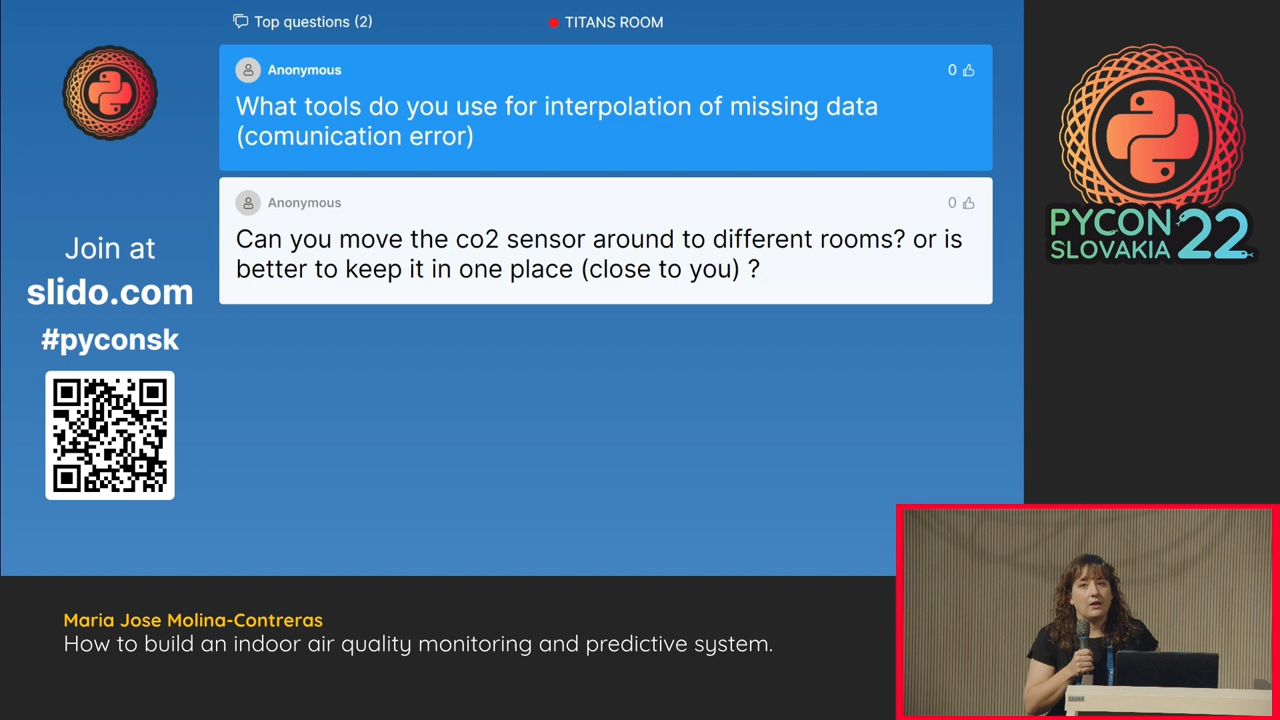 Top questions (2)
TITANS ROOM
Anonymous
0
What tools do you use for interpolation of missing data
(comunication error)
Anonymous
0
Can you move the co2 sensor around to different rooms? or is
better to keep it in one place (close to you) ?
Join at
slido.com
#pyconsk
PYCON
SLOVAKIA
22
Maria Jose Molina-Contreras
How to build an indoor air quality monitoring and predictive system.